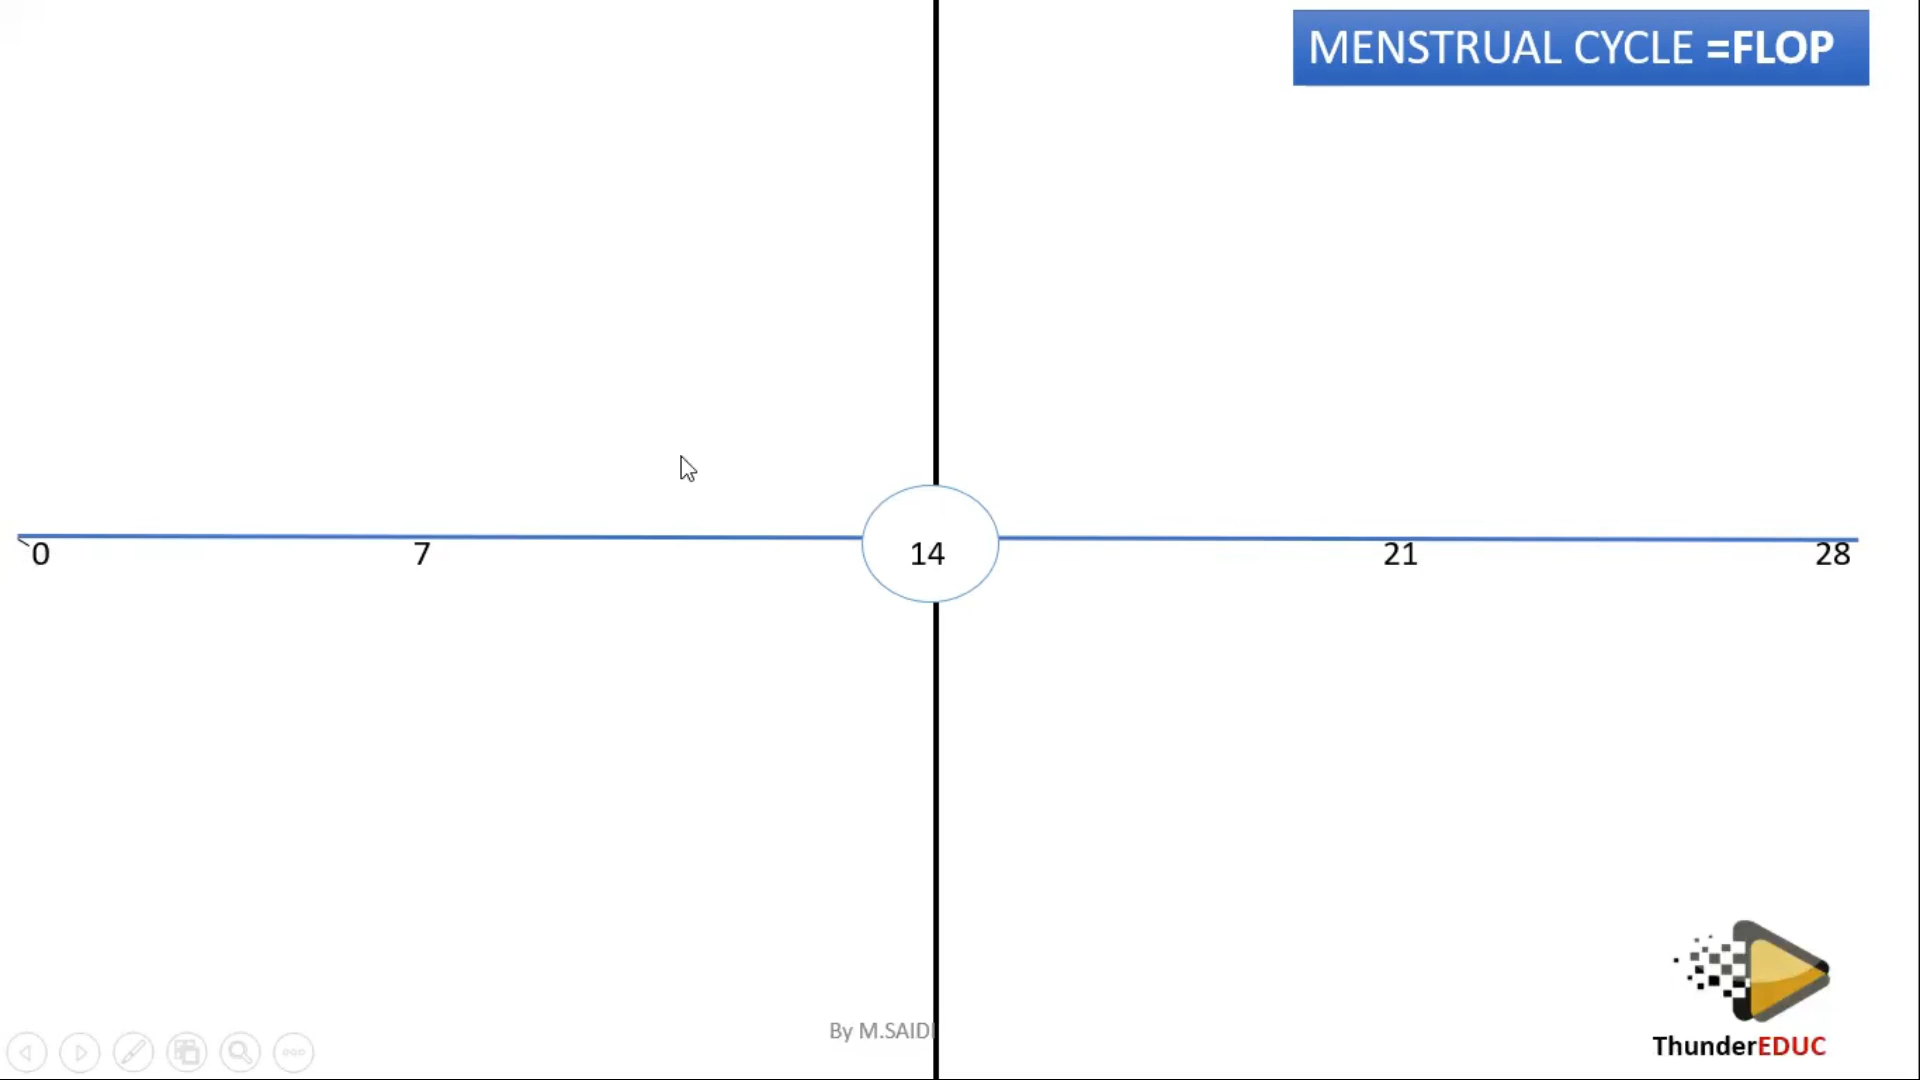 MENSTRUAL CYCLE =FLOP
0 7 14 21 28
By M.SAIDI
ThunderEDUC